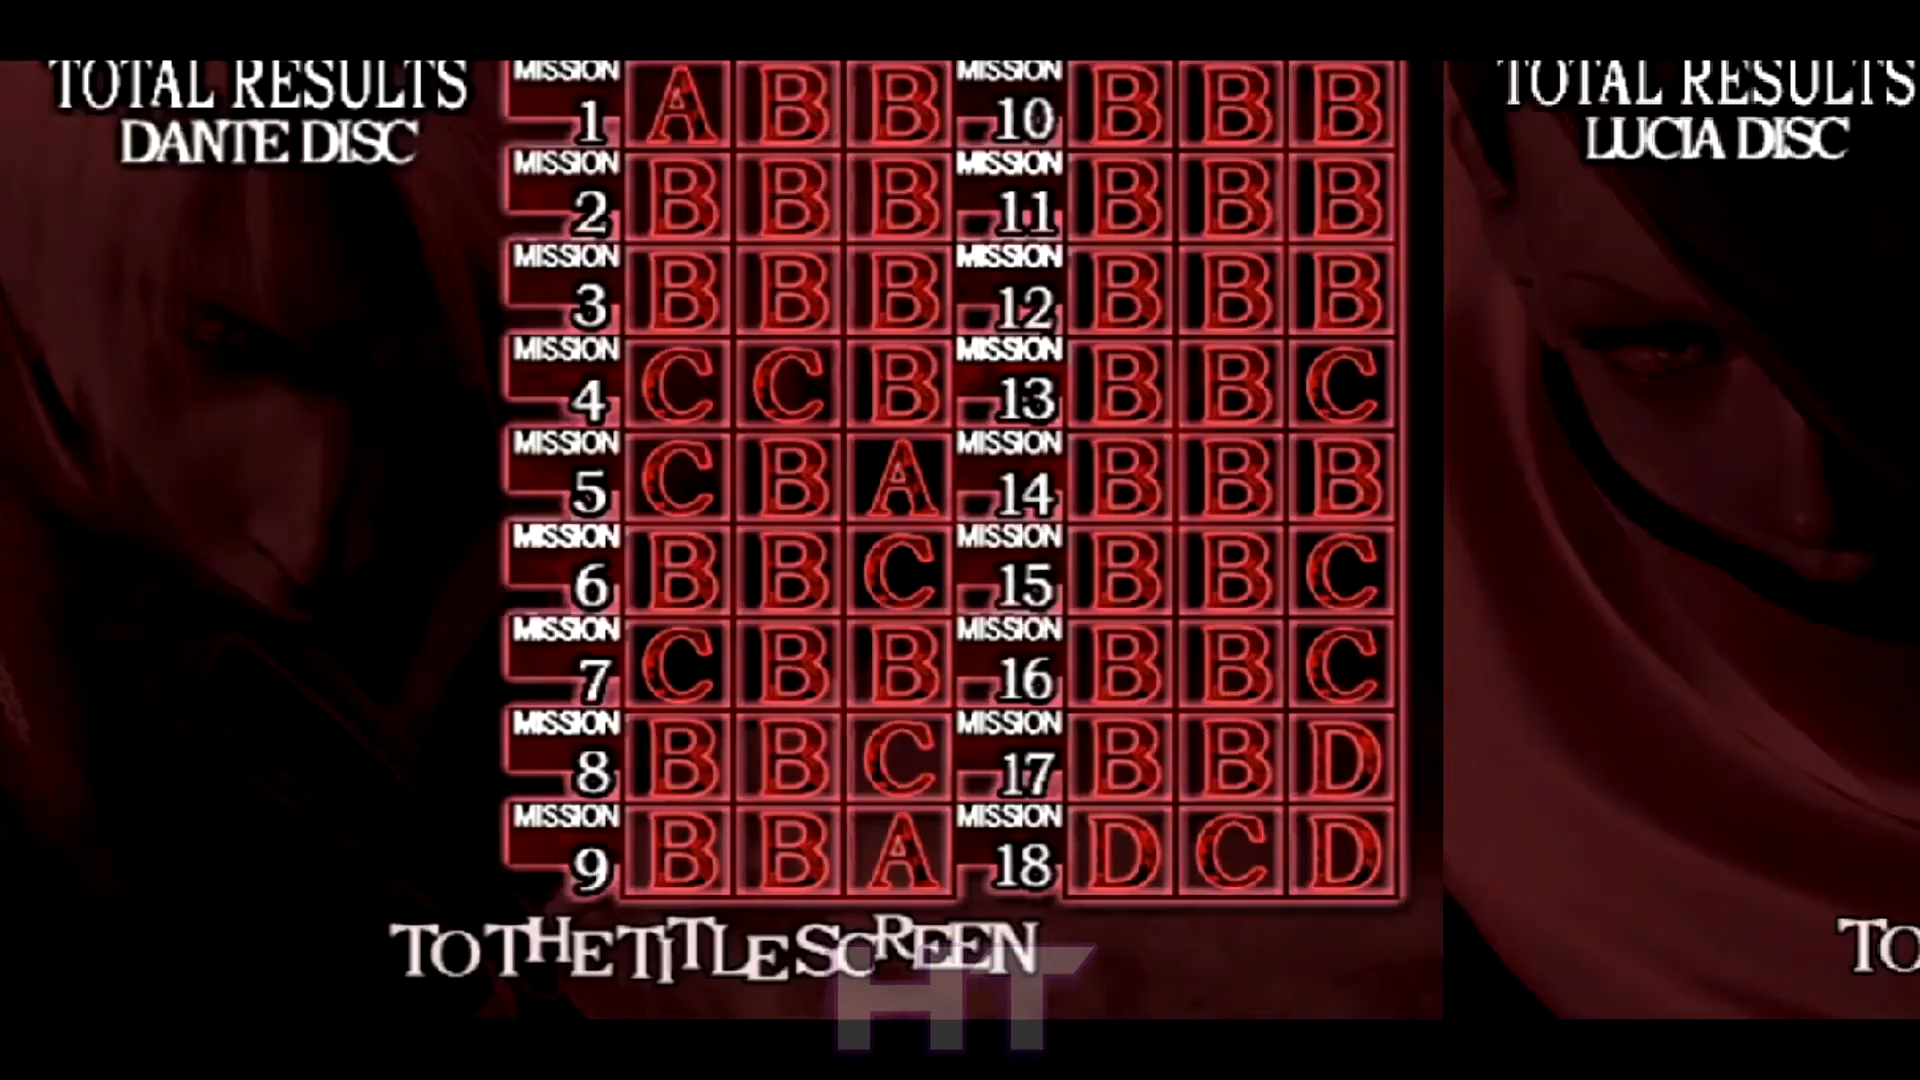 TOTAL RESULTS
DANTE DISC
MISSION 1 A B B MISSION 10 B B B
MISSION 2 B B B MISSION 11 B B B
MISSION 3 B B B MISSION 12 B B B
MISSION 4 C C B MISSION 13 B B C
MISSION 5 C B A MISSION 14 B B B
MISSION 6 B B C MISSION 15 B B C
MISSION 7 C B B MISSION 16 B B C
MISSION 8 B B C MISSION 17 B B D
MISSION 9 B B A MISSION 18 D C D
TO THE TITLE SCREEN
HT
TOTAL RESULTS
LUCIA DISC
TO